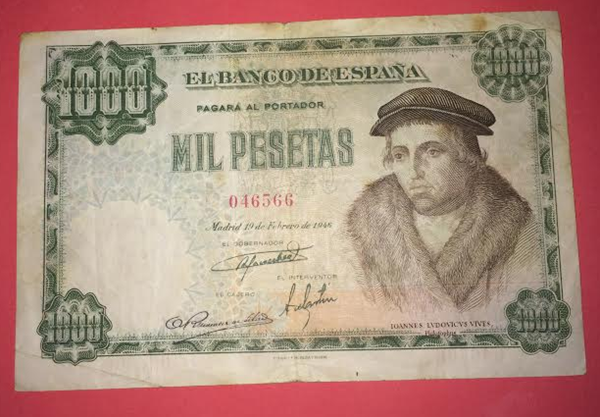 1000
1000
EL BANCO DE ESPAÑA
PAGARÁ AL PORTADOR
MIL PESETAS
046566
Madrid 19 de Febrero de 1946
EL GOBERNADOR
EL INTERVENTOR
EL CAJERO
IOANNES LVDOVICVS VIVES
Philosophus
1000
1000